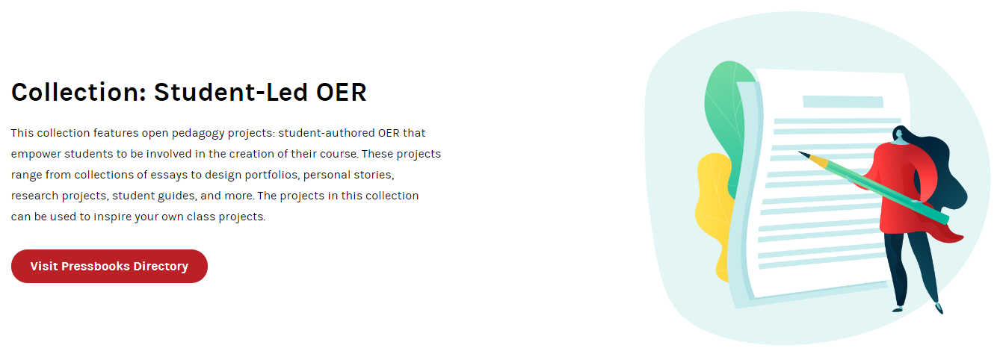 Collection: Student-Led OER
This collection features open pedagogy projects: student-authored OER that
empower students to be involved in the creation of their course. These projects
range from collections of essays to design portfolios, personal stories,
research projects, student guides, and more. The projects in this collection
can be used to inspire your own class projects.
Visit Pressbooks Directory